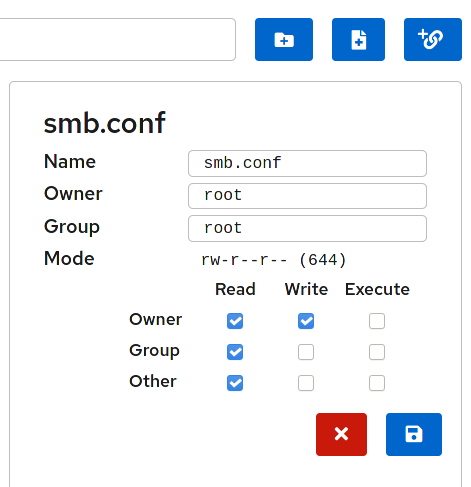 smb.conf
Name smb.conf
Owner root
Group root
Mode rw-r--r-- (644)
Read Write Execute
Owner
Group
Other